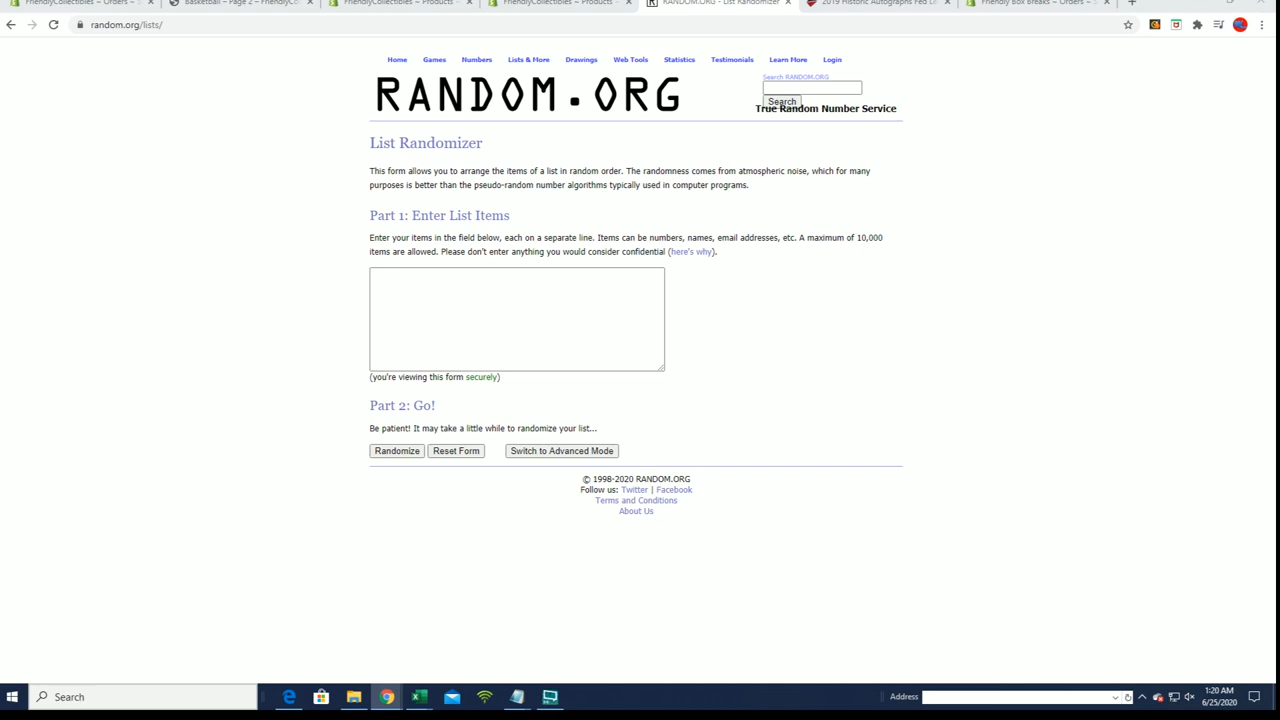 FriendlyCollectibles ~ Orders ~ S
Basketball – Page 2 – FriendlyCo
FriendlyCollectibles ~ Products ~
FriendlyCollectibles ~ Products ~
RANDOM.ORG - List Randomizer
2019 Historic Autographs Fed Le
Friendly Box Breaks ~ Orders ~ S
random.org/lists/
Home Games Numbers Lists & More Drawings Web Tools Statistics Testimonials Learn More Login
RANDOM.ORG
Search RANDOM.ORG
Search
True Random Number Service
List Randomizer
This form allows you to arrange the items of a list in random order. The randomness comes from atmospheric noise, which for many
purposes is better than the pseudo-random number algorithms typically used in computer programs.
Part 1: Enter List Items
Enter your items in the field below, each on a separate line. Items can be numbers, names, email addresses, etc. A maximum of 10,000
items are allowed. Please don't enter anything you would consider confidential (here's why).
(you're viewing this form securely)
Part 2: Go!
Be patient! It may take a little while to randomize your list...
Randomize Reset Form Switch to Advanced Mode
© 1998-2020 RANDOM.ORG
Follow us: Twitter | Facebook
Terms and Conditions
About Us
Search
Address
1:20 AM
6/25/2020